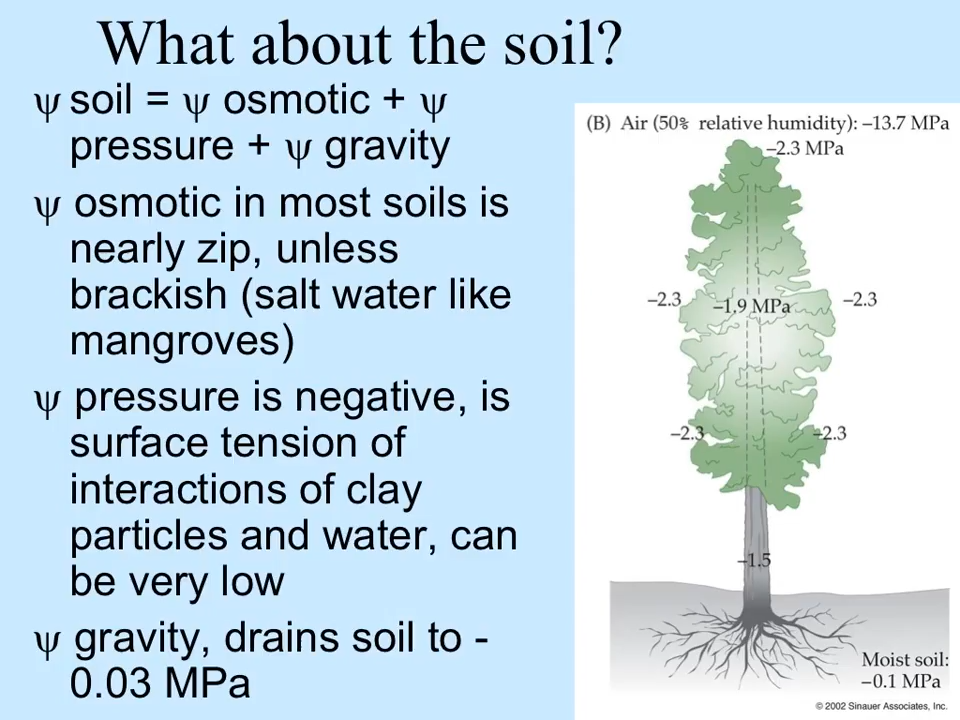 What about the soil?
ψ soil = ψ osmotic + ψ
pressure + ψ gravity
ψ osmotic in most soils is
nearly zip, unless
brackish (salt water like
mangroves)
ψ pressure is negative, is
surface tension of
interactions of clay
particles and water, can
be very low
ψ gravity, drains soil to -
0.03 MPa
(B) Air (50% relative humidity): –13.7 MPa
–2.3 MPa
–2.3
–1.9 MPa
–2.3
–2.3
–2.3
–1.5
Moist soil:
–0.1 MPa
© 2002 Sinauer Associates, Inc.